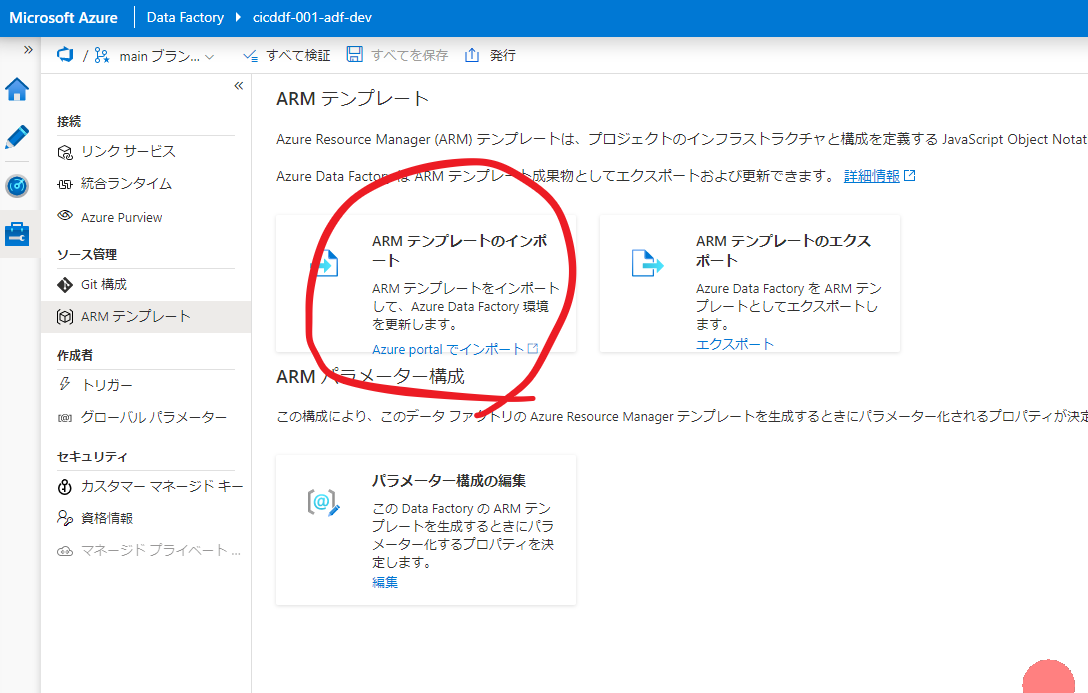 Microsoft Azure Data Factory cicddf-001-adf-dev
/ main ブラン... すべて検証 すべてを保存 発行
接続
リンク サービス
統合ランタイム
Azure Purview
ソース管理
Git 構成
ARM テンプレート
作成者
トリガー
グローバル パラメーター
セキュリティ
カスタマー マネージド キー
資格情報
マネージド プライベート ...
ARM テンプレート
Azure Resource Manager (ARM) テンプレートは、プロジェクトのインフラストラクチャと構成を定義する JavaScript Object Notat
Azure Data Factory は ARM テンプレート成果物としてエクスポートおよび更新できます。 詳細情報
ARM テンプレートのインポ
ート
ARM テンプレートをインポート
して、Azure Data Factory 環境
を更新します。
Azure portal でインポート
ARM テンプレートのエクス
ポート
Azure Data Factory を ARM テン
プレートとしてエクスポートし
ます。
エクスポート
ARM パラメーター構成
この構成により、このデータ ファクトリの Azure Resource Manager テンプレートを生成するときにパラメーター化されるプロパティが決
パラメーター構成の編集
この Data Factory の ARM テン
プレートを生成するときにパラ
メーター化するプロパティを決
定します。
編集